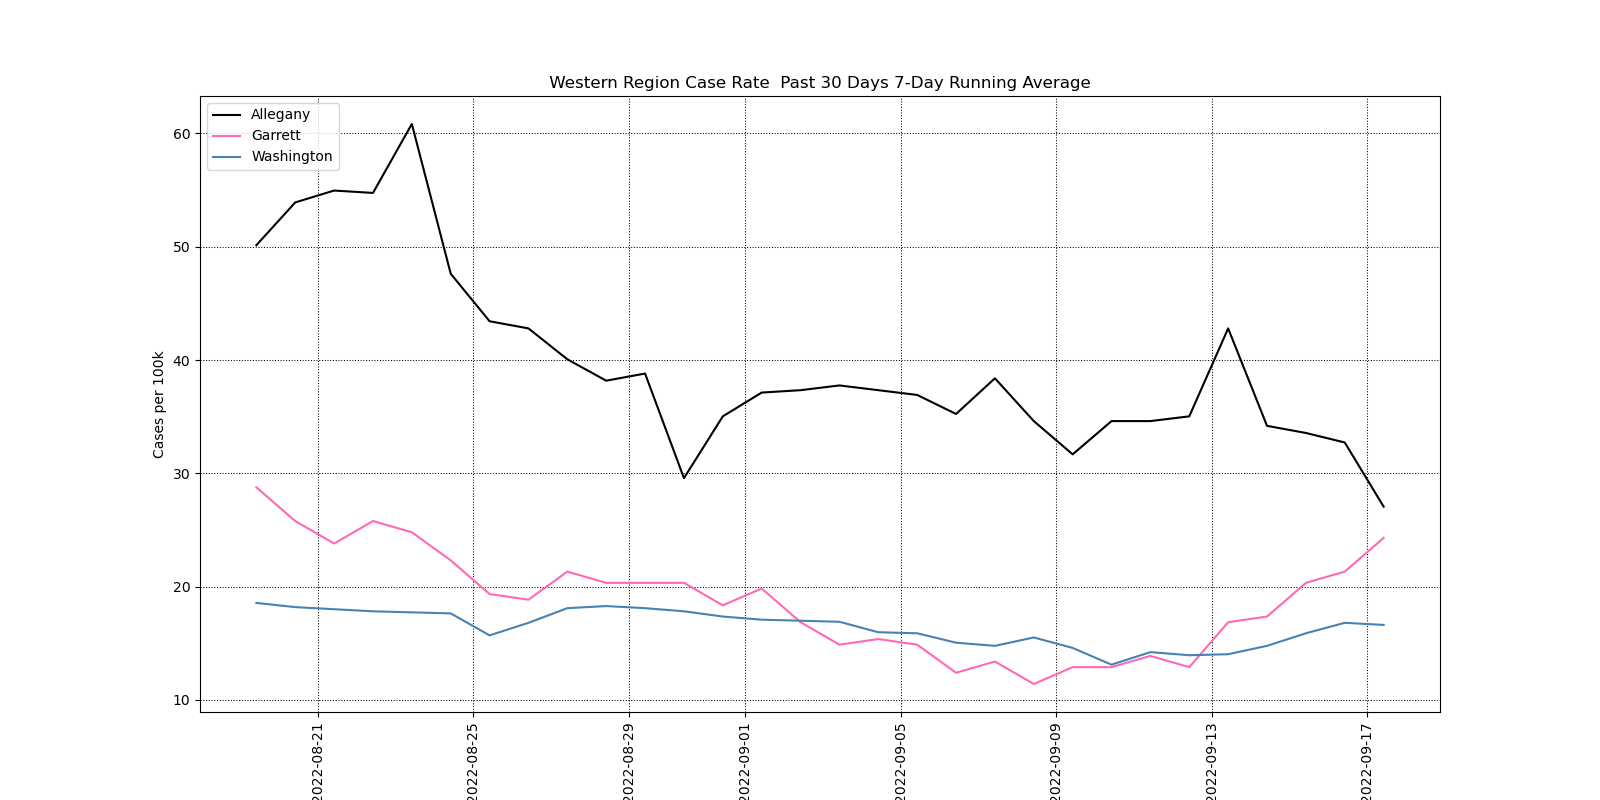 Western Region Case Rate  Past 30 Days 7-Day Running Average
Allegany
Garrett
Washington
60
50
40
30
20
10
Cases per 100k
2022-08-21
2022-08-25
2022-08-29
2022-09-01
2022-09-05
2022-09-09
2022-09-13
2022-09-17